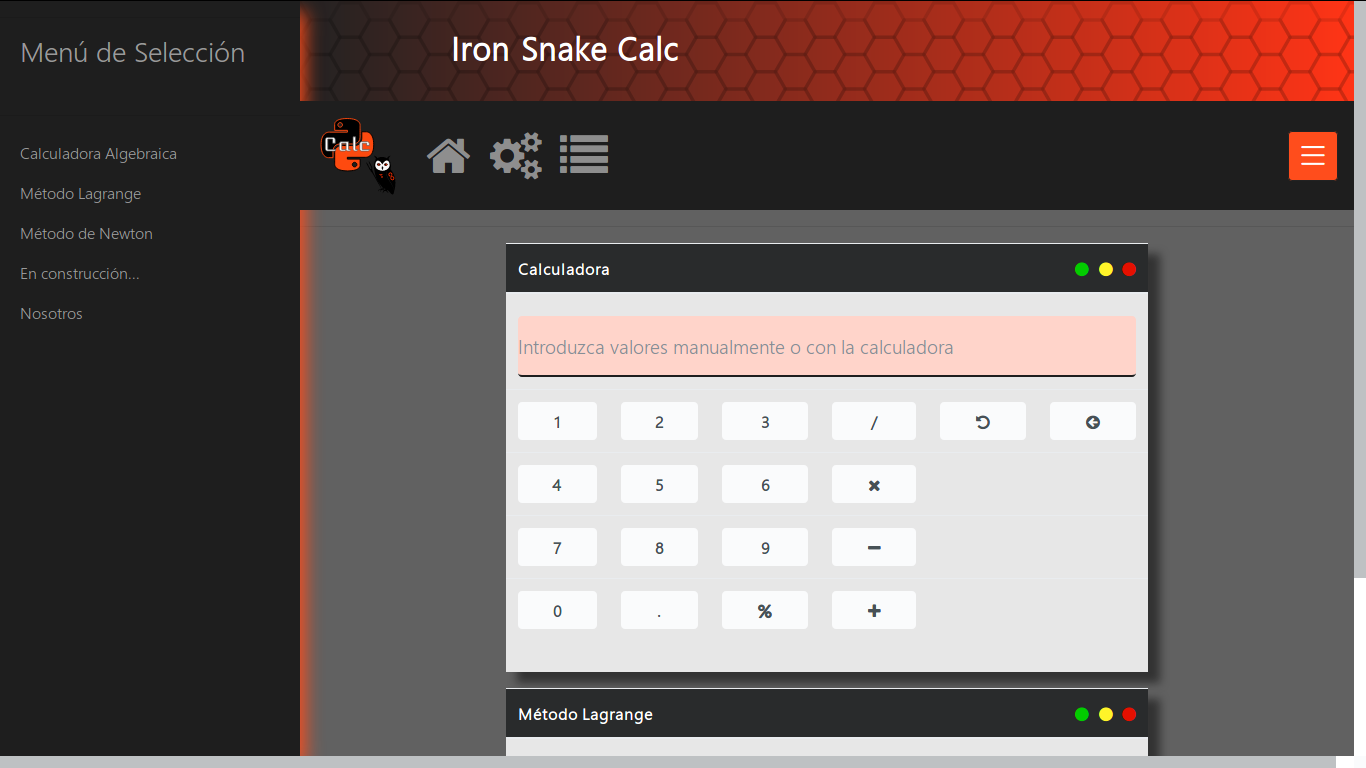 Menú de Selección
Calculadora Algebraica
Método Lagrange
Método de Newton
En construcción...
Nosotros
Iron Snake Calc
Calc
Calculadora
Introduzca valores manualmente o con la calculadora
1 2 3 /
4 5 6 ×
7 8 9 −
0 . % +
Método Lagrange